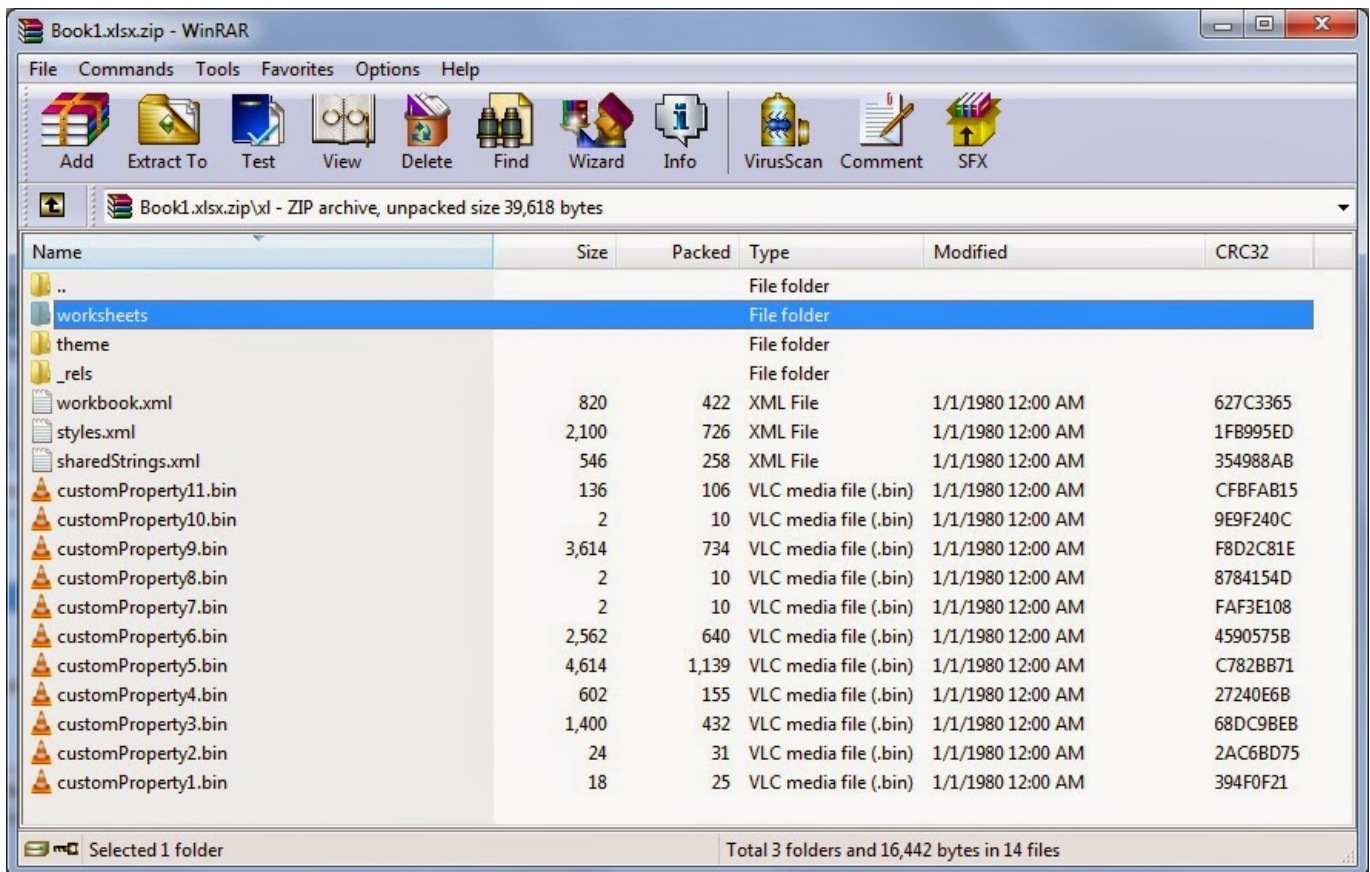 Book1.xlsx.zip - WinRAR
File Commands Tools Favorites Options Help
Add Extract To Test View Delete Find Wizard Info VirusScan Comment SFX
Book1.xlsx.zip\xl - ZIP archive, unpacked size 39,618 bytes
Name Size Packed Type Modified CRC32
.. File folder
worksheets File folder
theme File folder
_rels File folder
workbook.xml 820 422 XML File 1/1/1980 12:00 AM 627C3365
styles.xml 2,100 726 XML File 1/1/1980 12:00 AM 1FB995ED
sharedStrings.xml 546 258 XML File 1/1/1980 12:00 AM 354988AB
customProperty11.bin 136 106 VLC media file (.bin) 1/1/1980 12:00 AM CFBFAB15
customProperty10.bin 2 10 VLC media file (.bin) 1/1/1980 12:00 AM 9E9F240C
customProperty9.bin 3,614 734 VLC media file (.bin) 1/1/1980 12:00 AM F8D2C81E
customProperty8.bin 2 10 VLC media file (.bin) 1/1/1980 12:00 AM 8784154D
customProperty7.bin 2 10 VLC media file (.bin) 1/1/1980 12:00 AM FAF3E108
customProperty6.bin 2,562 640 VLC media file (.bin) 1/1/1980 12:00 AM 4590575B
customProperty5.bin 4,614 1,139 VLC media file (.bin) 1/1/1980 12:00 AM C782BB71
customProperty4.bin 602 155 VLC media file (.bin) 1/1/1980 12:00 AM 27240E6B
customProperty3.bin 1,400 432 VLC media file (.bin) 1/1/1980 12:00 AM 68DC9BEB
customProperty2.bin 24 31 VLC media file (.bin) 1/1/1980 12:00 AM 2AC6BD75
customProperty1.bin 18 25 VLC media file (.bin) 1/1/1980 12:00 AM 394F0F21
Selected 1 folder Total 3 folders and 16,442 bytes in 14 files